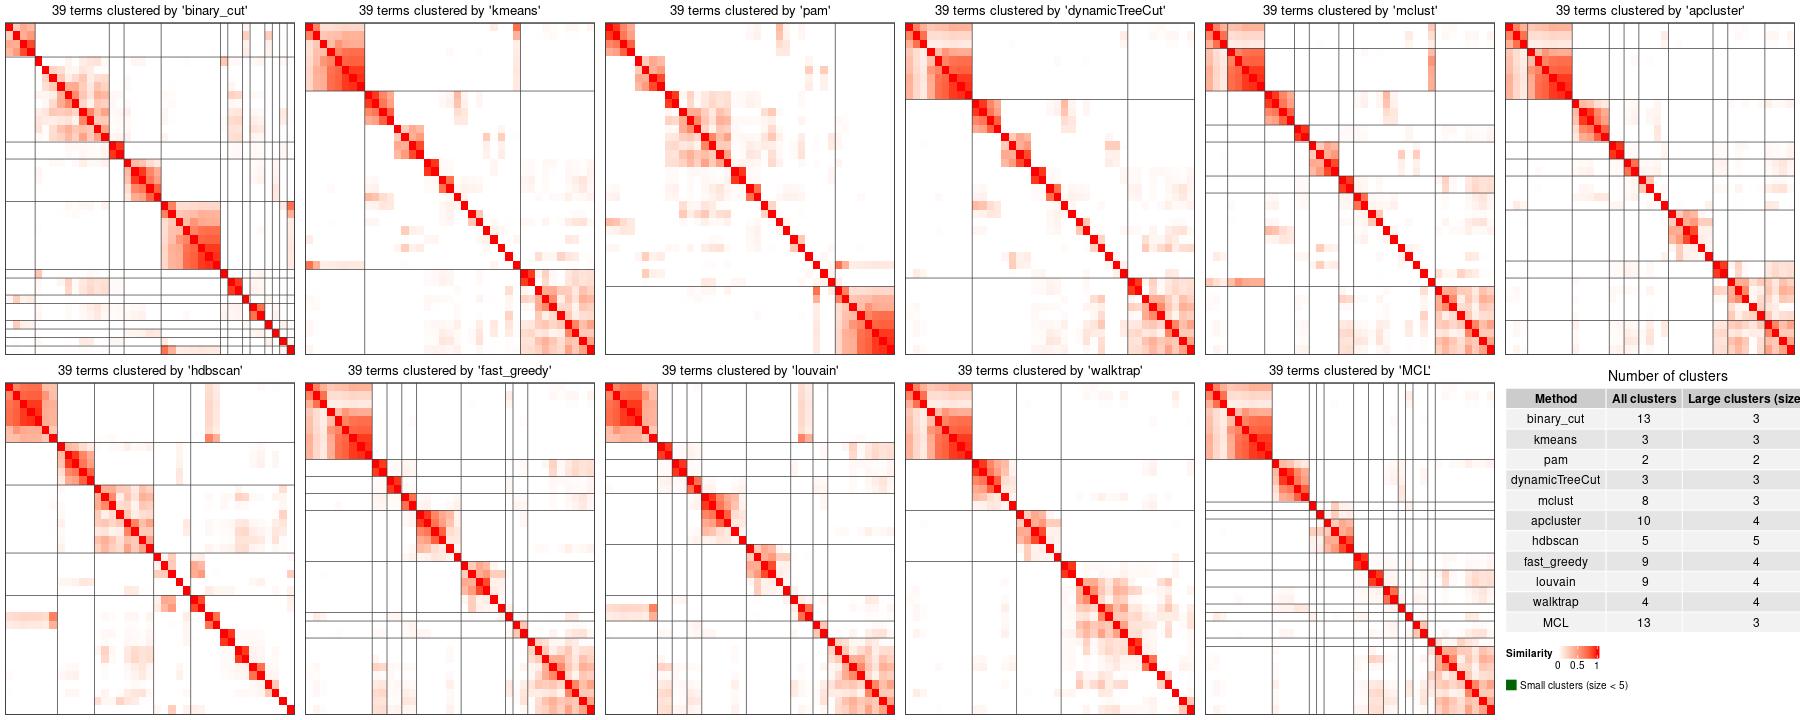 39 terms clustered by 'binary_cut'
39 terms clustered by 'kmeans'
39 terms clustered by 'pam'
39 terms clustered by 'dynamicTreeCut'
39 terms clustered by 'mclust'
39 terms clustered by 'apcluster'
39 terms clustered by 'hdbscan'
39 terms clustered by 'fast_greedy'
39 terms clustered by 'louvain'
39 terms clustered by 'walktrap'
39 terms clustered by 'MCL'
Number of clusters
Method All clusters Large clusters (size
binary_cut 13 3
kmeans 3 3
pam 2 2
dynamicTreeCut 3 3
mclust 8 3
apcluster 10 4
hdbscan 5 5
fast_greedy 9 4
louvain 9 4
walktrap 4 4
MCL 13 3
Similarity
0 0.5 1
Small clusters (size < 5)